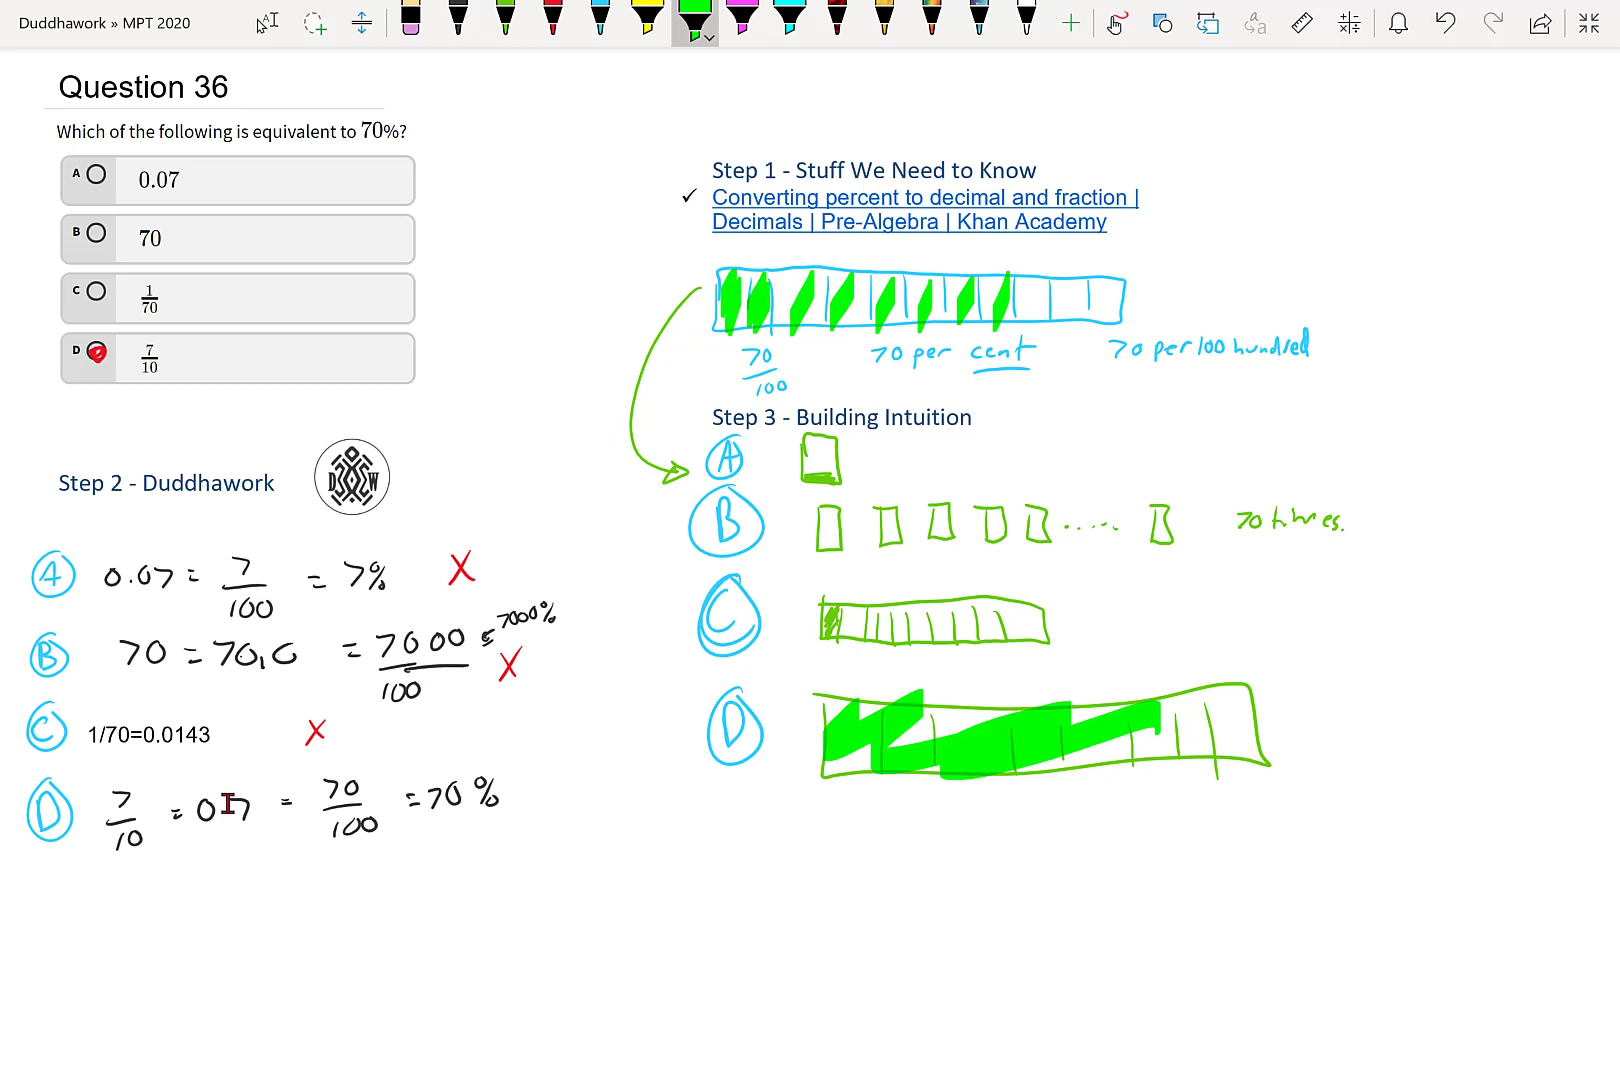 Duddhawork » MPT 2020
Question 36
Which of the following is equivalent to 70%?
A 0.07
B 70
C 1/70
D 7/10
Step 1 - Stuff We Need to Know
✓ Converting percent to decimal and fraction |
Decimals | Pre-Algebra | Khan Academy
70/100 70 per cent 70 per 100 hundred
Step 3 - Building Intuition
A
B 70 times.
C
D
Step 2 - Duddhawork
D W
A 0.07 = 7/100 = 7% X
B 70 = 70.0 = 7000/100 = 7000% X
C 1/70=0.0143 X
D 7/10 = 0.7 = 70/100 = 70 %